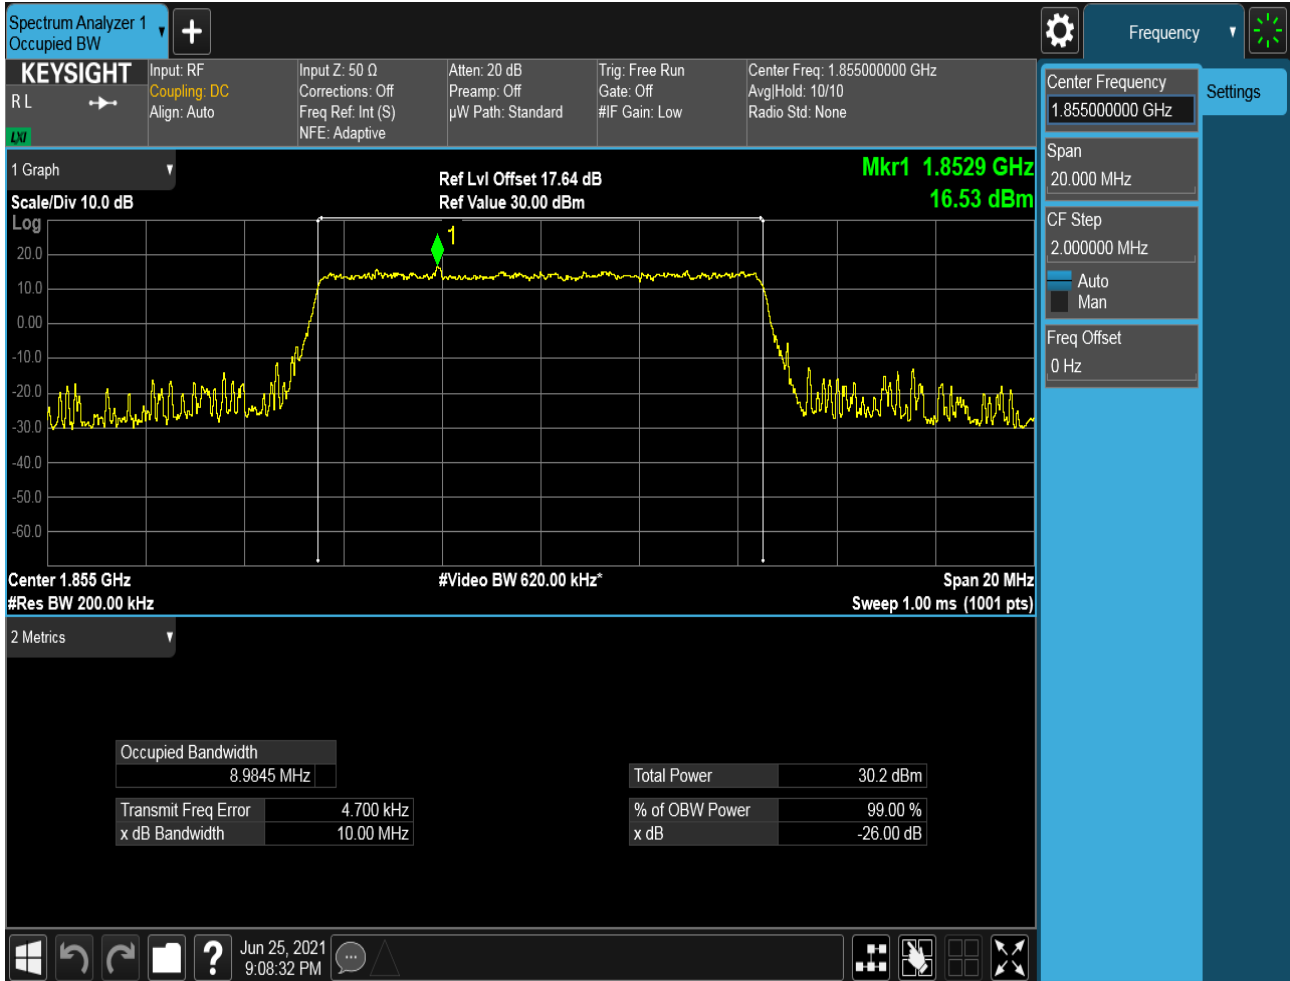 Spectrum Analyzer 1
Occupied BW
Frequency
KEYSIGHT
R L
LXI
Input: RF
Coupling: DC
Align: Auto
Input Z: 50 Ω
Corrections: Off
Freq Ref: Int (S)
NFE: Adaptive
Atten: 20 dB
Preamp: Off
µW Path: Standard
Trig: Free Run
Gate: Off
#IF Gain: Low
Center Freq: 1.855000000 GHz
Avg|Hold: 10/10
Radio Std: None
Center Frequency
1.855000000 GHz
Settings
Span
20.000 MHz
CF Step
2.000000 MHz
Auto
Man
Freq Offset
0 Hz
1 Graph
Scale/Div 10.0 dB
Ref Lvl Offset 17.64 dB
Ref Value 30.00 dBm
Mkr1 1.8529 GHz
16.53 dBm
Log
1
20.0
10.0
0.00
-10.0
-20.0
-30.0
-40.0
-50.0
-60.0
Center 1.855 GHz
#Video BW 620.00 kHz*
Span 20 MHz
#Res BW 200.00 kHz
Sweep 1.00 ms (1001 pts)
2 Metrics
Occupied Bandwidth
8.9845 MHz
Transmit Freq Error 4.700 kHz
x dB Bandwidth 10.00 MHz
Total Power 30.2 dBm
% of OBW Power 99.00 %
x dB -26.00 dB
?
Jun 25, 2021
9:08:32 PM